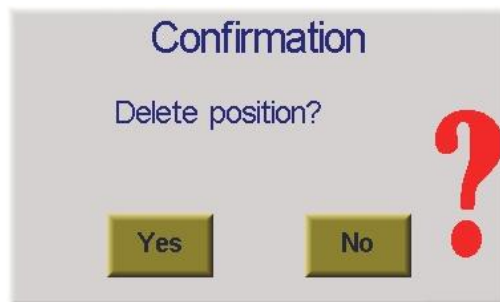 Confirmation
Delete position?
?
Yes No